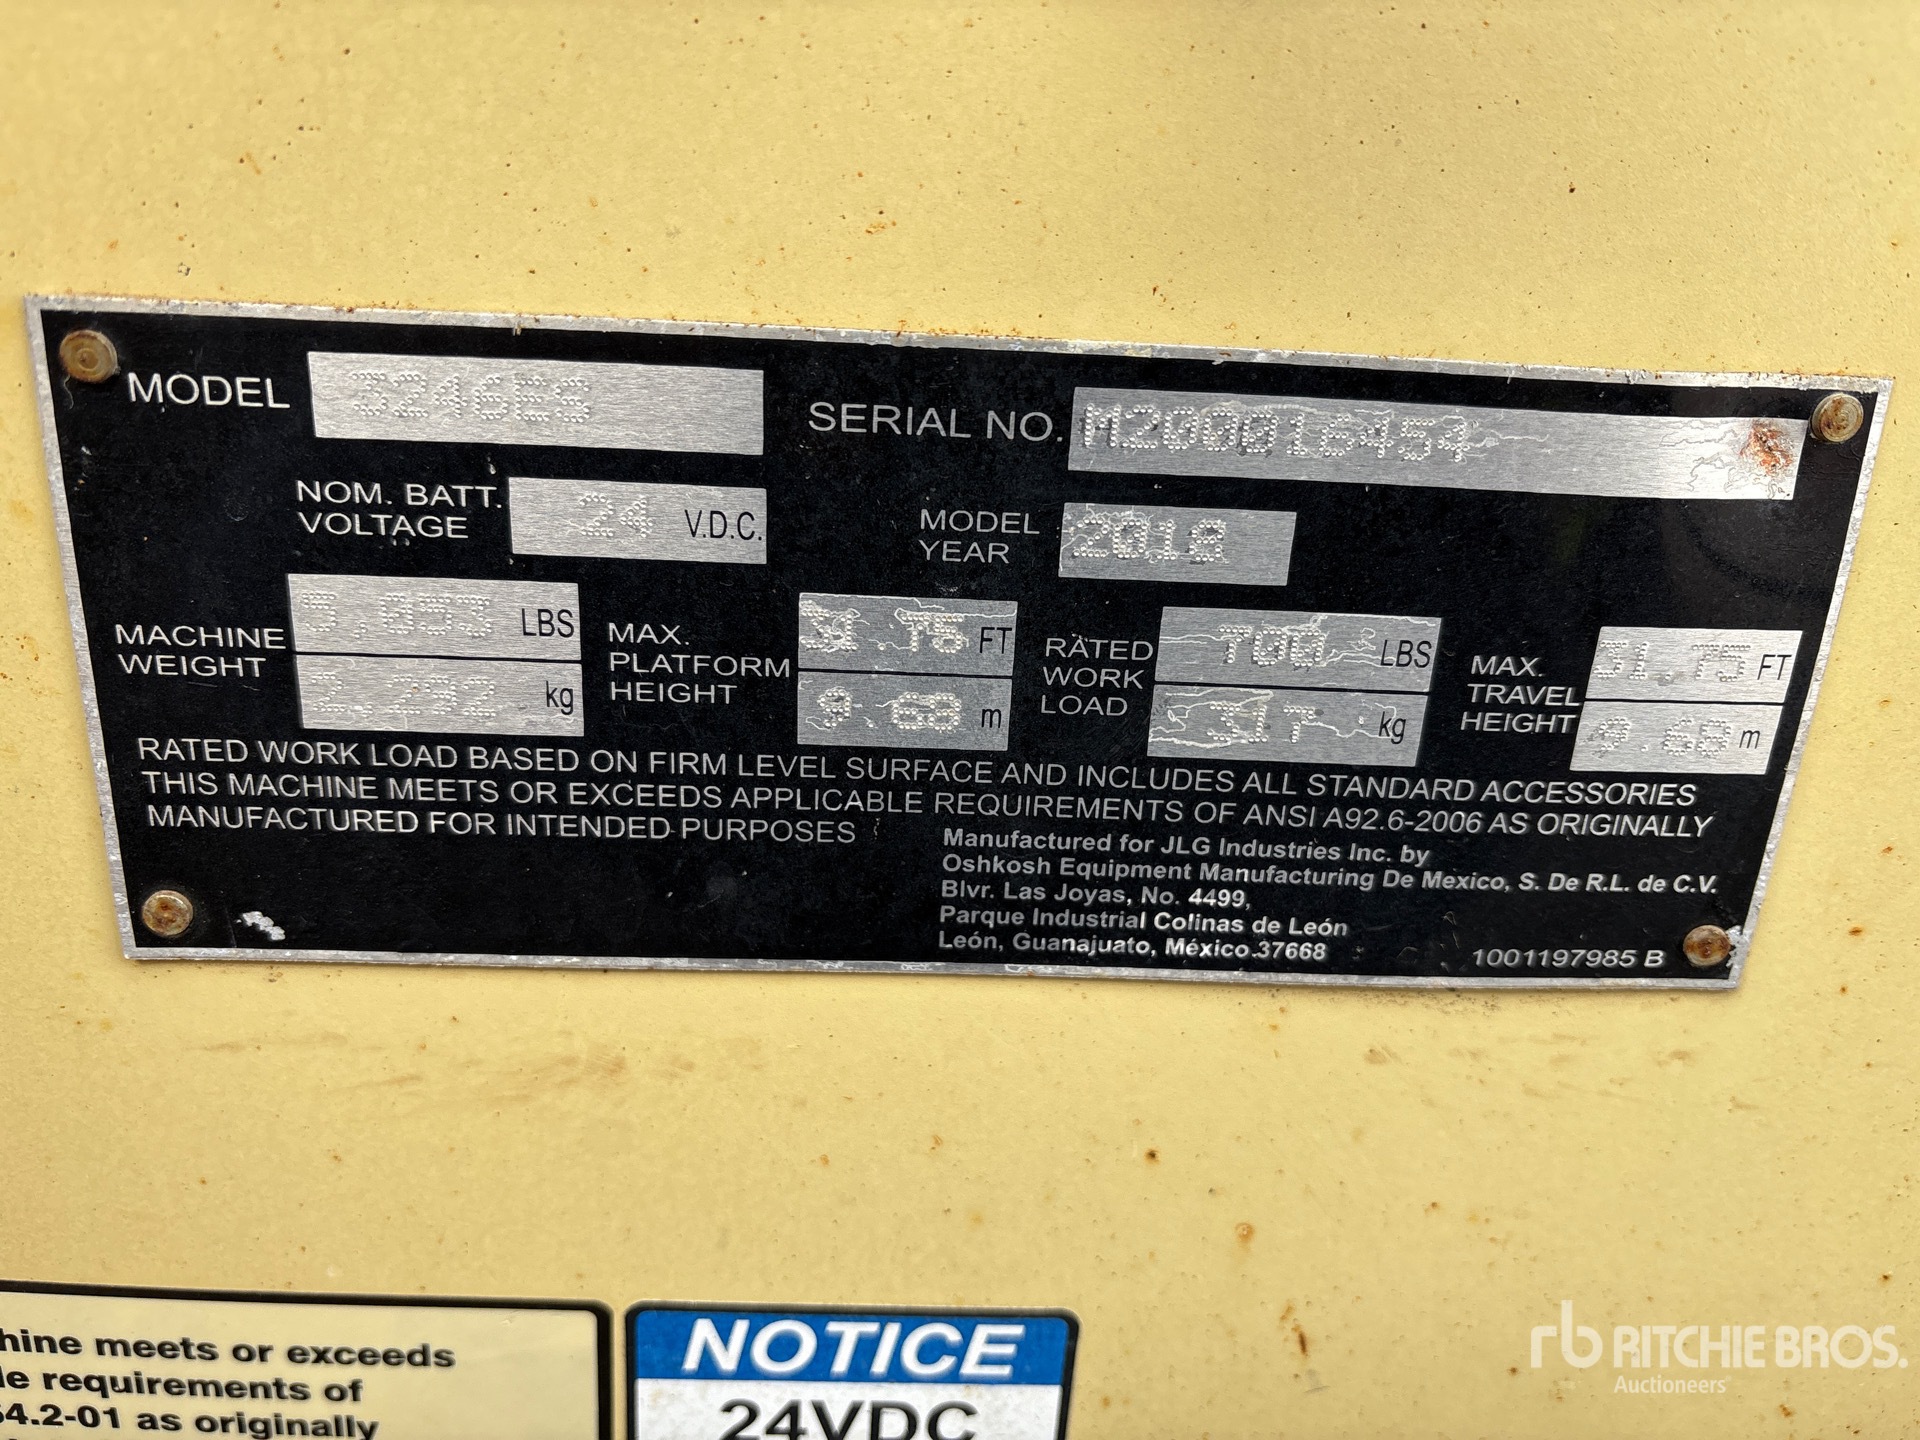 MODEL 3246ES
SERIAL NO. M200016454
NOM. BATT. VOLTAGE 24 V.D.C.
MODEL YEAR 2018
MACHINE WEIGHT 5,053 LBS
2,292 kg
MAX. PLATFORM HEIGHT 31.75 FT
9.68 m
RATED WORK LOAD 700 LBS
317 kg
MAX. TRAVEL HEIGHT 31.75 FT
9.68 m
RATED WORK LOAD BASED ON FIRM LEVEL SURFACE AND INCLUDES ALL STANDARD ACCESSORIES
THIS MACHINE MEETS OR EXCEEDS APPLICABLE REQUIREMENTS OF ANSI A92.6-2006 AS ORIGINALLY
MANUFACTURED FOR INTENDED PURPOSES
Manufactured for JLG Industries Inc. by
Oshkosh Equipment Manufacturing De Mexico, S. De R.L. de C.V.
Blvr. Las Joyas, No. 4499,
Parque Industrial Colinas de León
León, Guanajuato, México.37668
1001197985 B
hine meets or exceeds
le requirements of
64.2-01 as originally
NOTICE
24VDC
rb RITCHIE BROS.
Auctioneers